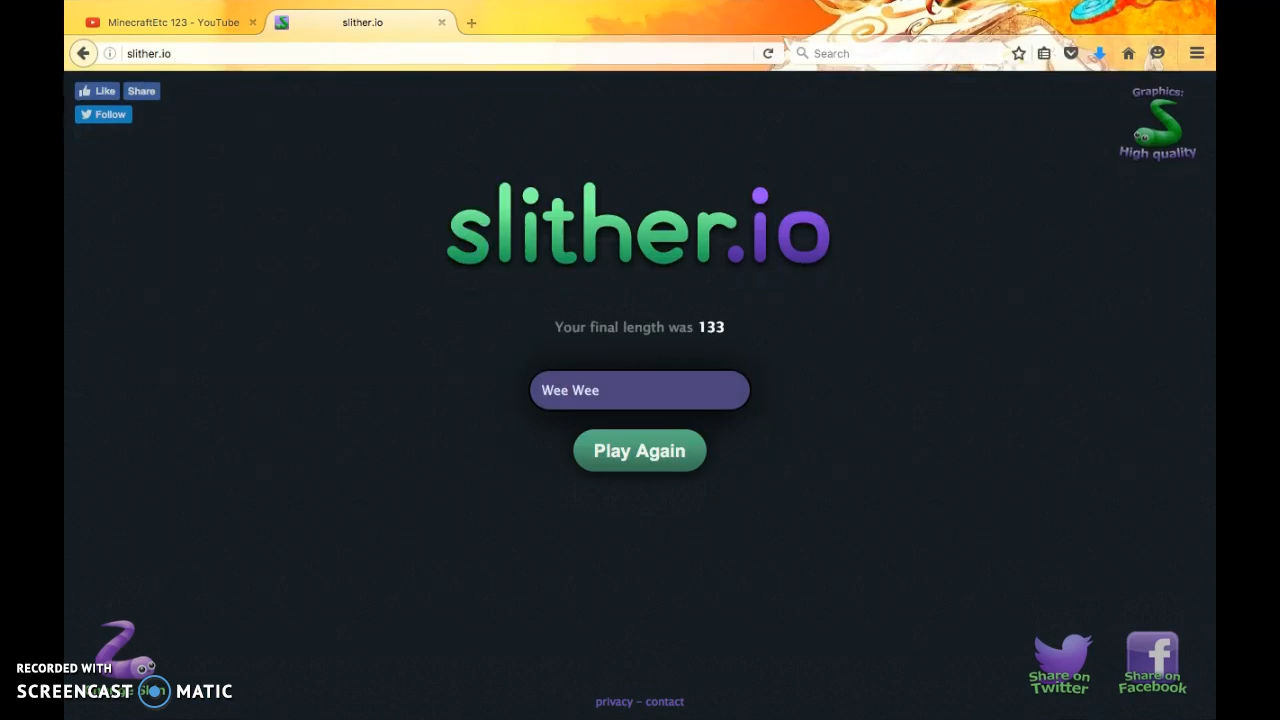 MinecraftEtc 123 - YouTube
slither.io
slither.io
Search
Like
Share
Follow
Graphics:
High quality
slither.io
Your final length was 133
Wee Wee
Play Again
RECORDED WITH
SCREENCAST MATIC
Share on
Twitter
Share on
Facebook
privacy - contact